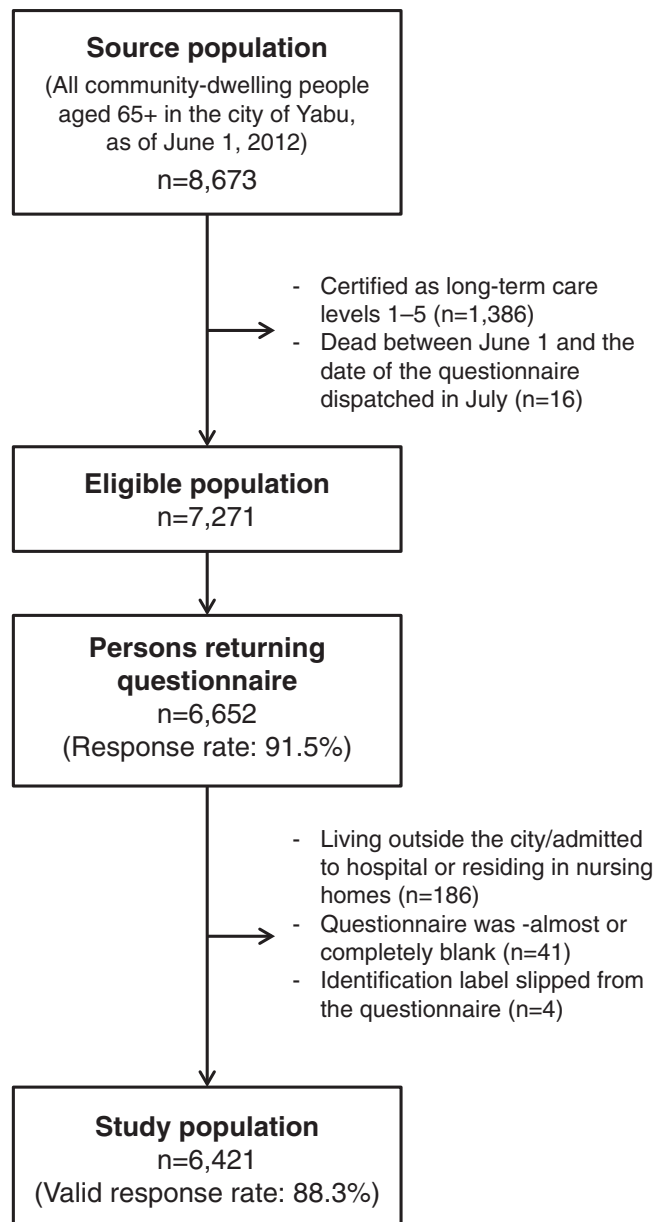 Source population
(All community-dwelling people
aged 65+ in the city of Yabu,
as of June 1, 2012)
n=8,673
- Certified as long-term care
levels 1–5 (n=1,386)
- Dead between June 1 and the
date of the questionnaire
dispatched in July (n=16)
Eligible population
n=7,271
Persons returning
questionnaire
n=6,652
(Response rate: 91.5%)
- Living outside the city/admitted
to hospital or residing in nursing
homes (n=186)
- Questionnaire was -almost or
completely blank (n=41)
- Identification label slipped from
the questionnaire (n=4)
Study population
n=6,421
(Valid response rate: 88.3%)